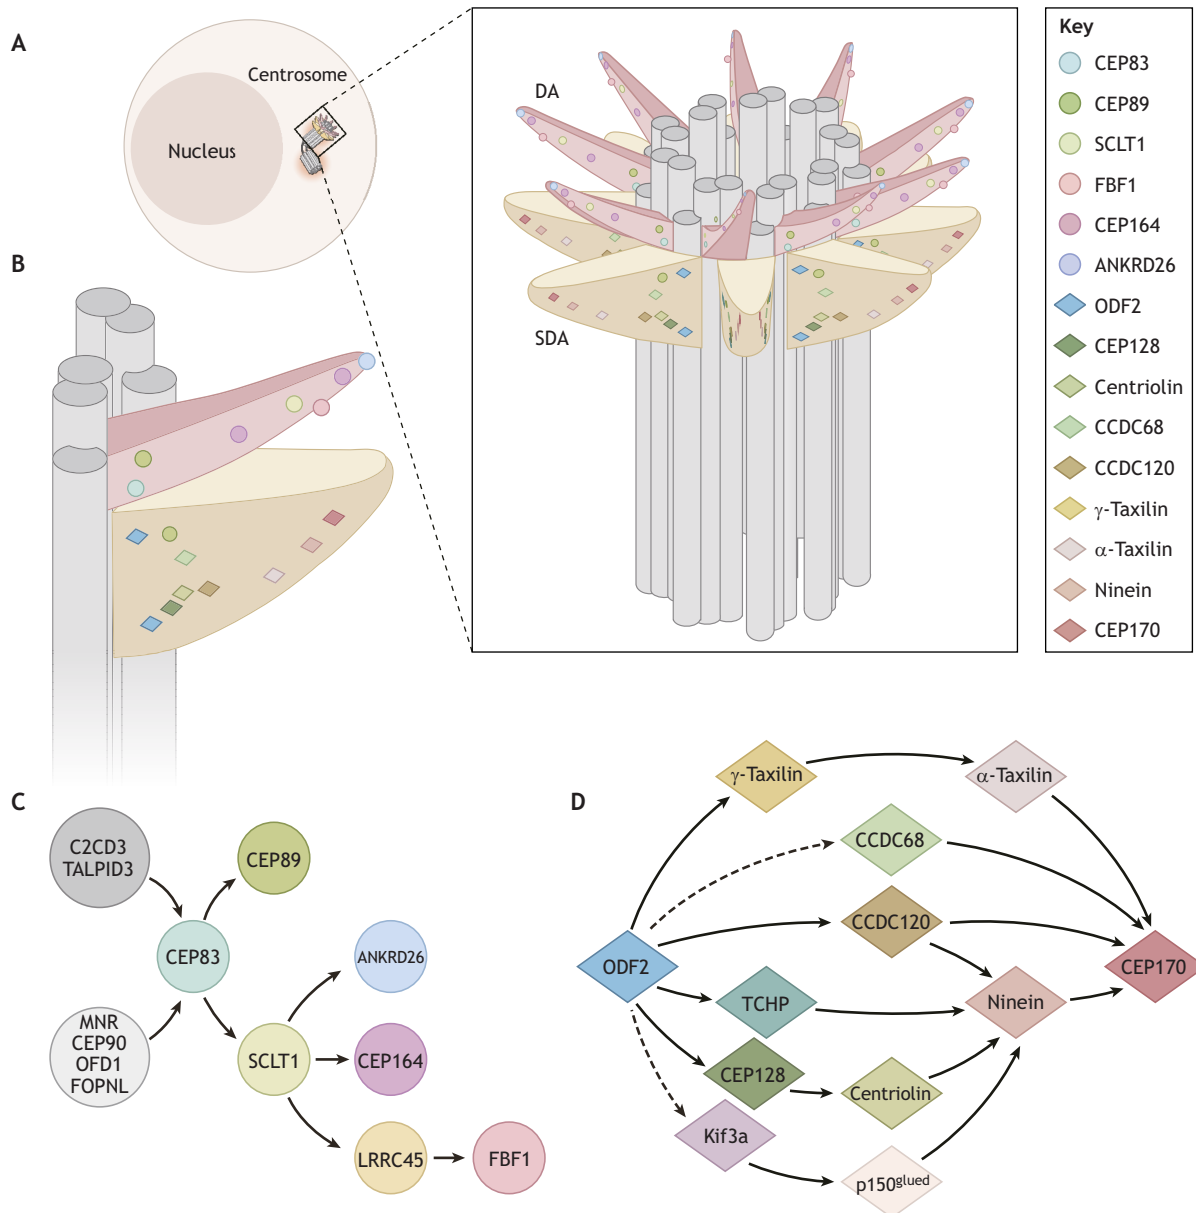 A
Nucleus
Centrosome
DA
SDA
Key
CEP83
CEP89
SCLT1
FBF1
CEP164
ANKRD26
ODF2
CEP128
Centriolin
CCDC68
CCDC120
γ-Taxilin
α-Taxilin
Ninein
CEP170
B
C
C2CD3
TALPID3
CEP89
CEP83
ANKRD26
MNR
CEP90
OFD1
FOPNL
SCLT1
CEP164
LRRC45
FBF1
D
γ-Taxilin
α-Taxilin
CCDC68
CCDC120
ODF2
CEP170
TCHP
Ninein
CEP128
Centriolin
Kif3a
p150glued